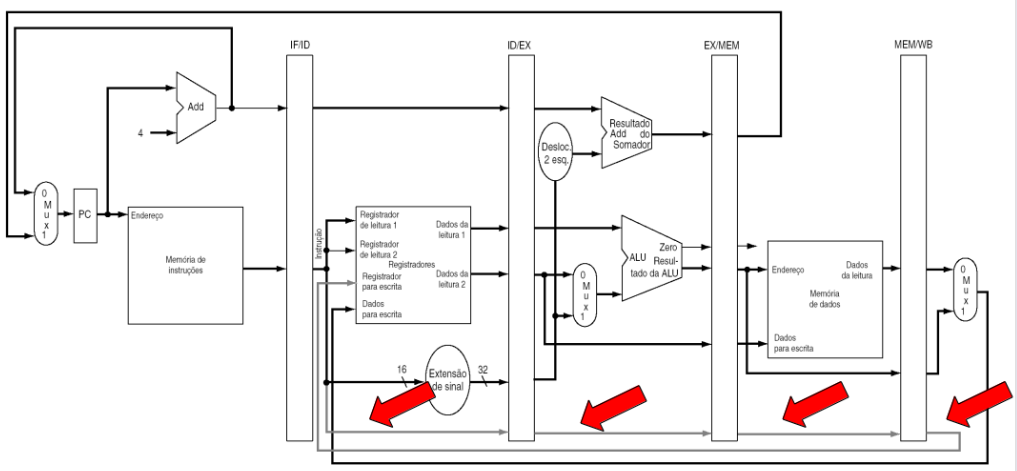 IF/ID
ID/EX
EX/MEM
MEM/WB
Add
4
Resultado
Add do
Somador
Desloc.
2 esq.
0
M
u
x
1
PC
Endereço
Memória de
instruções
Instrução
Registrador
de leitura 1
Registrador
de leitura 2
Registradores
Registrador
para escrita
Dados
para escrita
Dados da
leitura 1
Dados da
leitura 2
0
M
u
x
1
ALU
Zero
Resul-
tado da ALU
Endereço
Dados
da leitura
Memória
de dados
Dados
para escrita
0
M
u
x
1
16
Extensão
de sinal
32